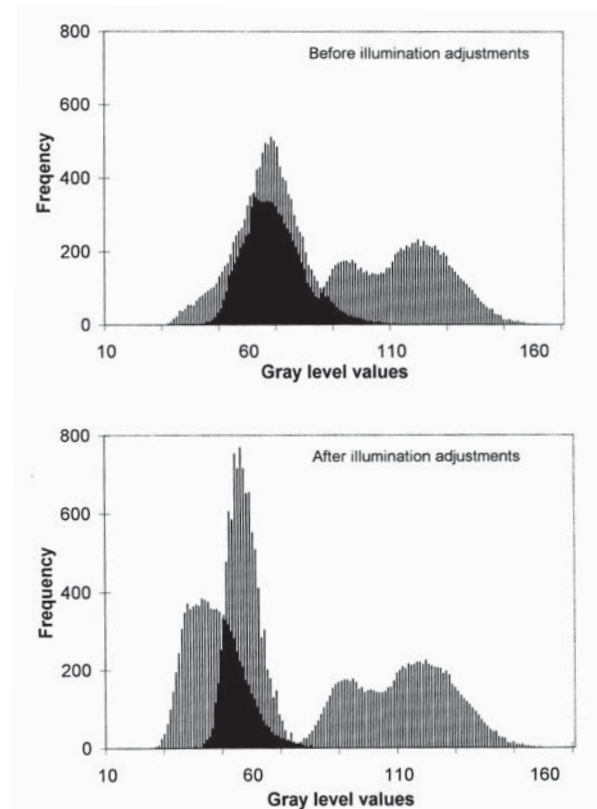 800
Before illumination adjustments
600
Freqency
400
200
0
10 60 110 160
Gray level values
800
After illumination adjustments
600
Frequency
400
200
0
10 60 110 160
Gray level values